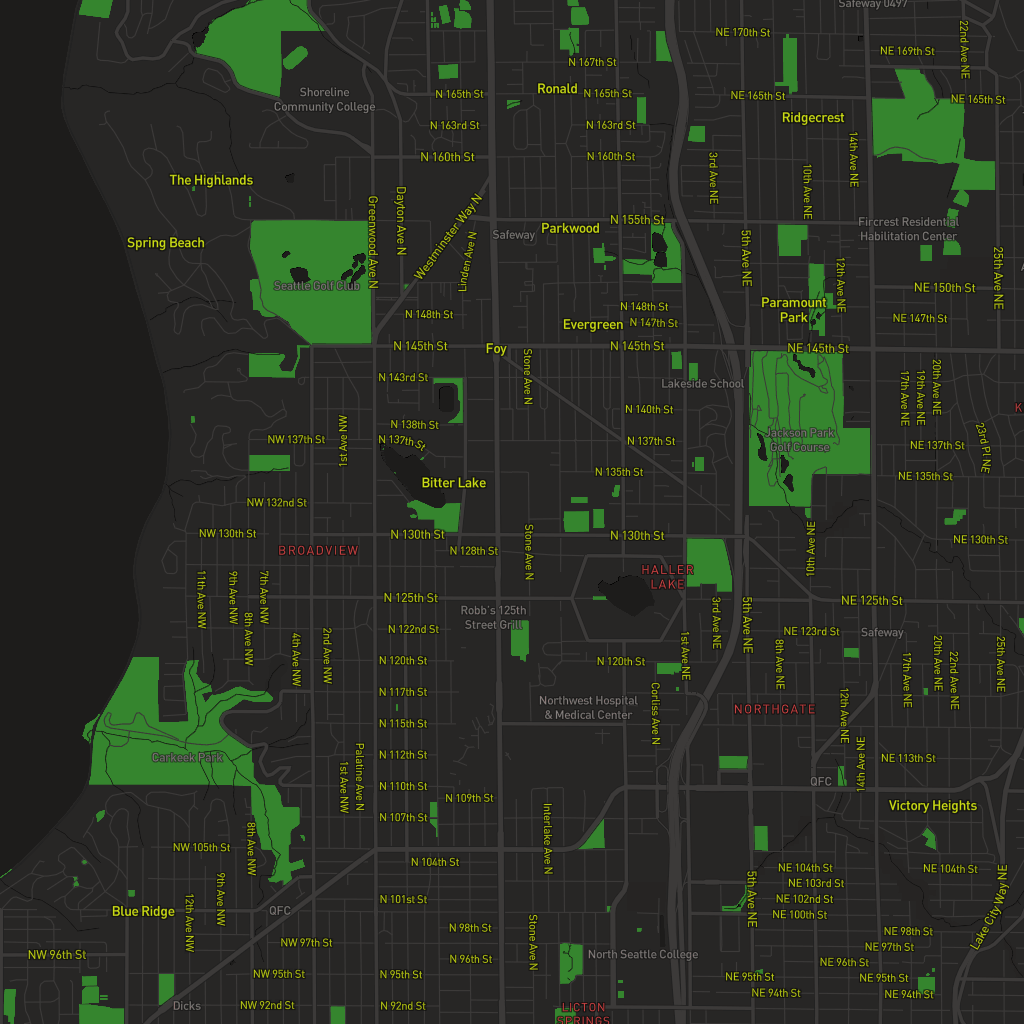 Safeway 0497
NE 170th St
22nd Ave NE
NE 169th St
N 167th St
Ronald
Shoreline
Community College
N 165th St
N 165th St
NE 165th St
NE 165th St
N 163rd St
N 163rd St
Ridgecrest
N 160th St
N 160th St
14th Ave NE
3rd Ave NE
10th Ave NE
The Highlands
Greenwood Ave N
Dayton Ave N
Westminster Way N
Linden Ave N
N 155th St
Parkwood
Safeway
Fircrest Residential
Habilitation Center
Spring Beach
5th Ave NE
12th Ave NE
25th Ave NE
Seattle Golf Club
NE 150th St
Paramount
Park
N 148th St
N 148th St
N 147th St
Evergreen
NE 147th St
N 145th St
Foy
N 145th St
NE 145th St
Stone Ave N
N 143rd St
Lakeside School
17th Ave NE
19th Ave NE
20th Ave NE
K
N 140th St
N 138th St
1st Ave NW
NW 137th St
N 137th St
N 137th St
Jackson Park
Golf Course
NE 137th St
23rd Pl NE
N 135th St
NE 135th St
Bitter Lake
NW 132nd St
NW 130th St
N 130th St
N 130th St
NE 130th St
Stone Ave N
10th Ave NE
BROADVIEW
N 128th St
HALLER
LAKE
11th Ave NW
9th Ave NW
7th Ave NW
8th Ave NW
N 125th St
NE 125th St
Robb's 125th
Street Grill
3rd Ave NE
5th Ave NE
N 122nd St
NE 123rd St
Safeway
4th Ave NW
2nd Ave NW
1st Ave NE
8th Ave NE
17th Ave NE
20th Ave NE
22nd Ave NE
25th Ave NE
N 120th St
N 120th St
N 117th St
Corliss Ave N
12th Ave NE
Northwest Hospital
& Medical Center
NORTHGATE
N 115th St
Carkeek Park
N 112th St
Palatine Ave N
1st Ave NW
14th Ave NE
NE 113th St
N 110th St
QFC
N 109th St
Interlake Ave N
Victory Heights
N 107th St
8th Ave NW
NW 105th St
N 104th St
NE 104th St
NE 104th St
NE 103rd St
9th Ave NW
12th Ave NW
5th Ave NE
Lake City Way NE
N 101st St
NE 102nd St
NE 100th St
Blue Ridge
QFC
N 98th St
NE 98th St
Stone Ave N
NW 97th St
NE 97th St
NW 96th St
N 96th St
North Seattle College
NE 96th St
NW 95th St
N 95th St
NE 95th St
NE 95th St
NE 94th St
NE 94th St
Dicks
NW 92nd St
N 92nd St
LICTON
SPRINGS